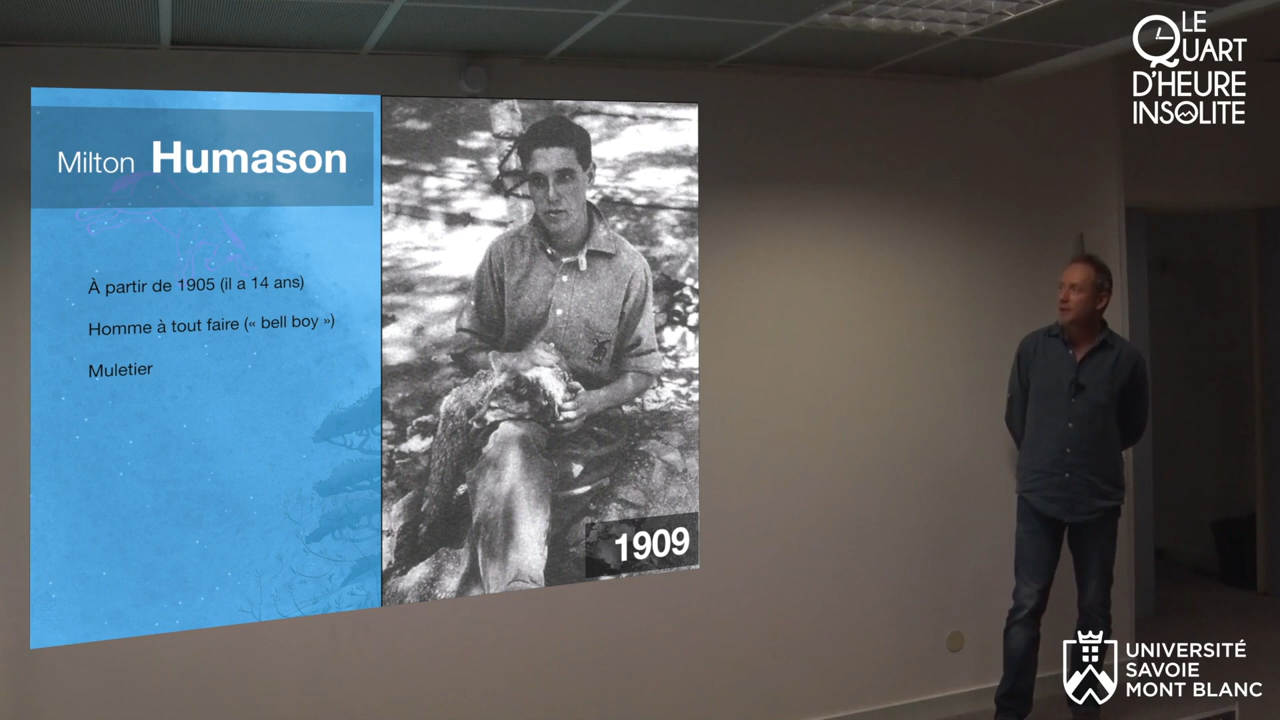 Milton Humason
À partir de 1905 (il a 14 ans)
Homme à tout faire (« bell boy »)
Muletier
1909
LE
QUART
D'HEURE
INSOLITE
UNIVERSITÉ
SAVOIE
MONT BLANC